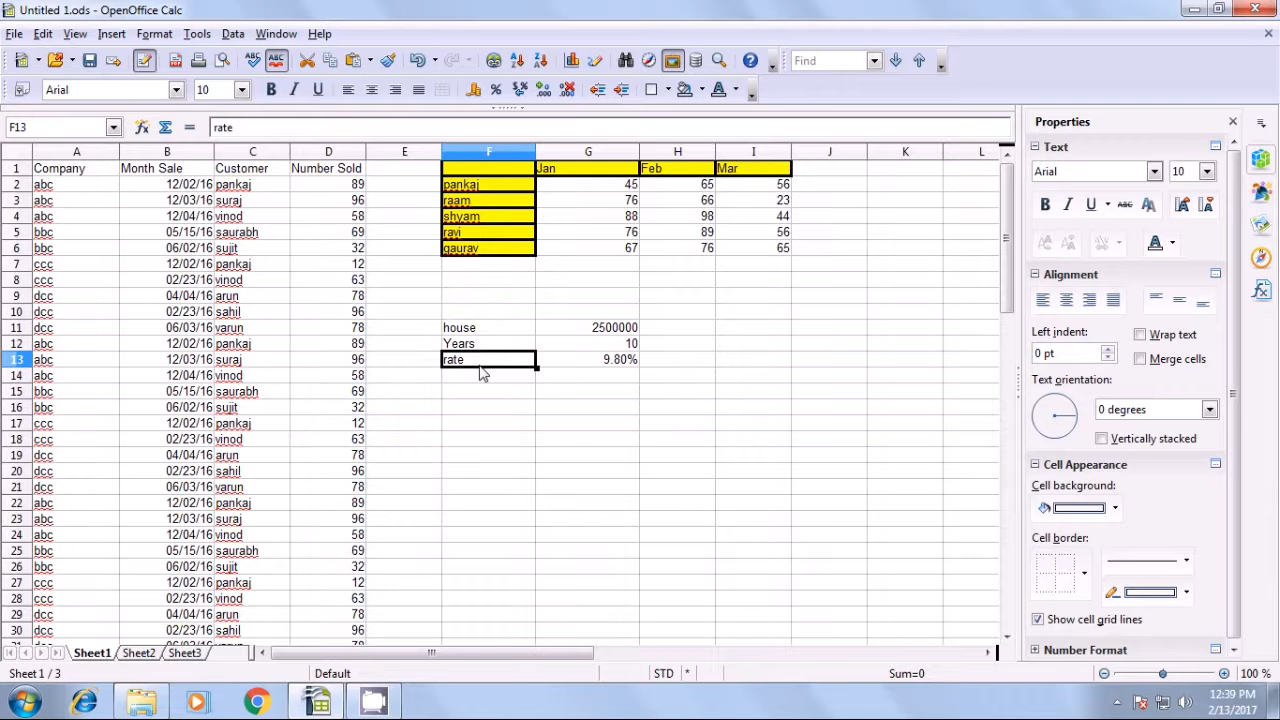 Untitled 1.ods - OpenOffice Calc
File Edit View Insert Format Tools Data Window Help
Find
Arial 10
F13 rate
Properties
A B C D E F G H I J K L
1 Company Month Sale Customer Number Sold Jan Feb Mar
2 abc 12/02/16 pankaj 89 pankaj 45 65 56
3 abc 12/03/16 suraj 96 raam 76 66 23
4 abc 12/04/16 vinod 58 shyam 88 98 44
5 bbc 05/15/16 saurabh 69 ravi 76 89 56
6 bbc 06/02/16 sujit 32 gaurav 67 76 65
7 ccc 12/02/16 pankaj 12
8 ccc 02/23/16 vinod 63
9 dcc 04/04/16 arun 78
10 dcc 02/23/16 sahil 96
11 dcc 06/03/16 varun 78 house 2500000
12 abc 12/02/16 pankaj 89 Years 10
13 abc 12/03/16 suraj 96 rate 9.80%
14 abc 12/04/16 vinod 58
15 bbc 05/15/16 saurabh 69
16 bbc 06/02/16 sujit 32
17 ccc 12/02/16 pankaj 12
18 ccc 02/23/16 vinod 63
19 dcc 04/04/16 arun 78
20 dcc 02/23/16 sahil 96
21 dcc 06/03/16 varun 78
22 abc 12/02/16 pankaj 89
23 abc 12/03/16 suraj 96
24 abc 12/04/16 vinod 58
25 bbc 05/15/16 saurabh 69
26 bbc 06/02/16 sujit 32
27 ccc 12/02/16 pankaj 12
28 ccc 02/23/16 vinod 63
29 dcc 04/04/16 arun 78
30 dcc 02/23/16 sahil 96
Text
Arial 10
Alignment
Left indent:
0 pt
Wrap text
Merge cells
Text orientation:
0 degrees
Vertically stacked
Cell Appearance
Cell background:
Cell border:
Show cell grid lines
Number Format
Sheet1 Sheet2 Sheet3
Sheet 1 / 3 Default STD * Sum=0 100 %
12:39 PM
2/13/2017